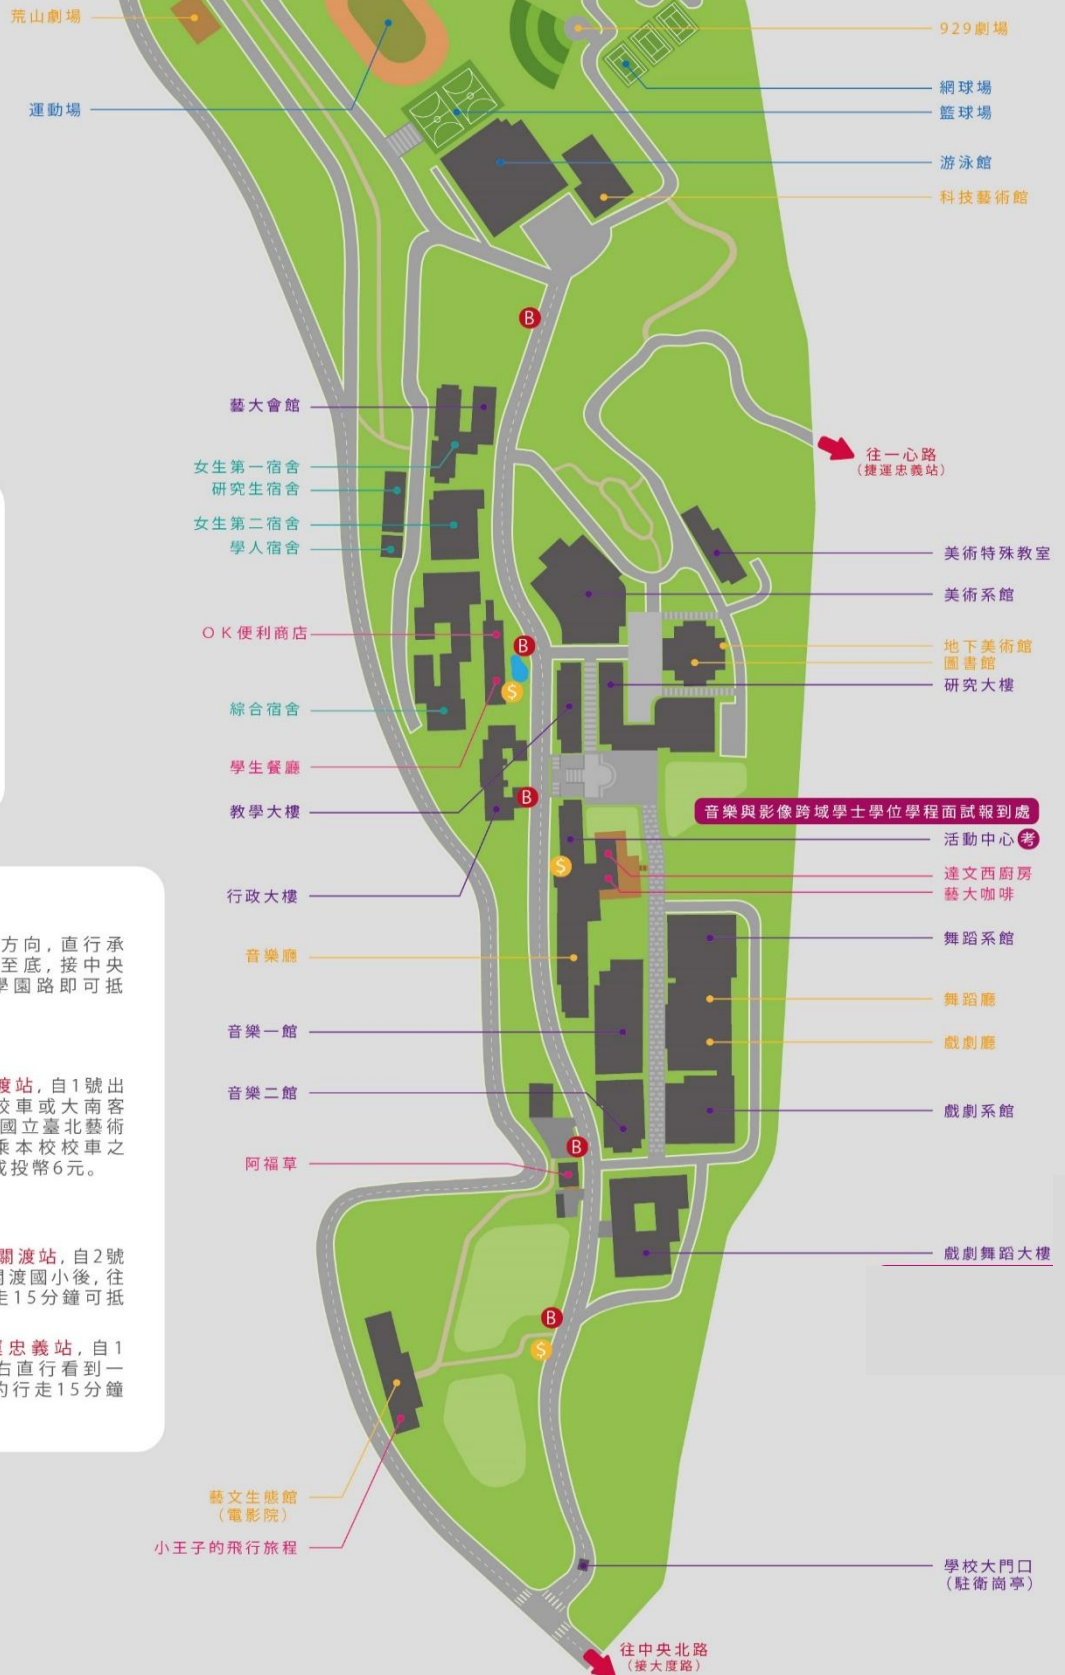 荒山劇場
運動場
929劇場
網球場
籃球場
游泳館
科技藝術館
B
藝大會館
女生第一宿舍
研究生宿舍
女生第二宿舍
學人宿舍
往一心路
(捷運忠義站)
美術特殊教室
美術系館
OK便利商店
B
地下美術館
圖書館
研究大樓
$
綜合宿舍
學生餐廳
教學大樓
B
音樂與影像跨域學士學位學程面試報到處
活動中心 考
$
達文西廚房
藝大咖啡
行政大樓
舞蹈系館
音樂廳
舞蹈廳
音樂一館
戲劇廳
音樂二館
戲劇系館
B
阿福草
戲劇舞蹈大樓
B
$
藝文生態館
(電影院)
小王子的飛行旅程
學校大門口
(駐衛崗亭)
往中央北路
(接大度路)
方向，直行承
至底，接中央
學園路即可抵
渡站，自1號出
校車或大南客
國立臺北藝術
乘本校校車之
或投幣6元。
關渡站，自2號
關渡國小後，往
走15分鐘可抵
運忠義站，自1
右直行看到一
約行走15分鐘